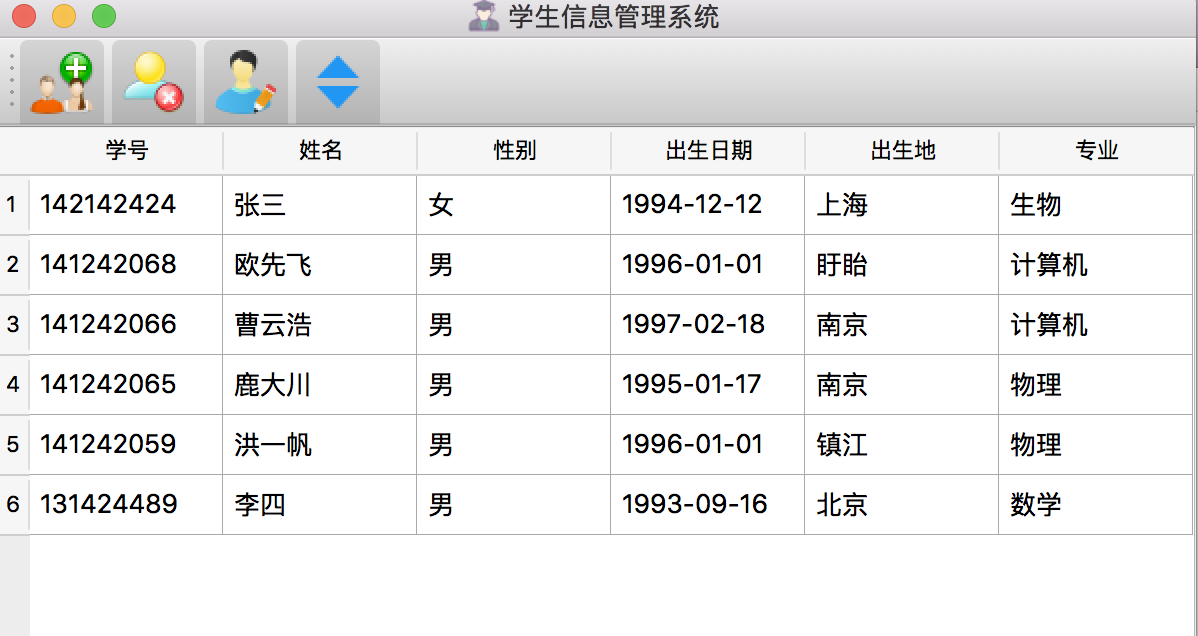 学生信息管理系统
学号 姓名 性别 出生日期 出生地 专业
1 142142424 张三 女 1994-12-12 上海 生物
2 141242068 欧先飞 男 1996-01-01 盱眙 计算机
3 141242066 曹云浩 男 1997-02-18 南京 计算机
4 141242065 鹿大川 男 1995-01-17 南京 物理
5 141242059 洪一帆 男 1996-01-01 镇江 物理
6 131424489 李四 男 1993-09-16 北京 数学